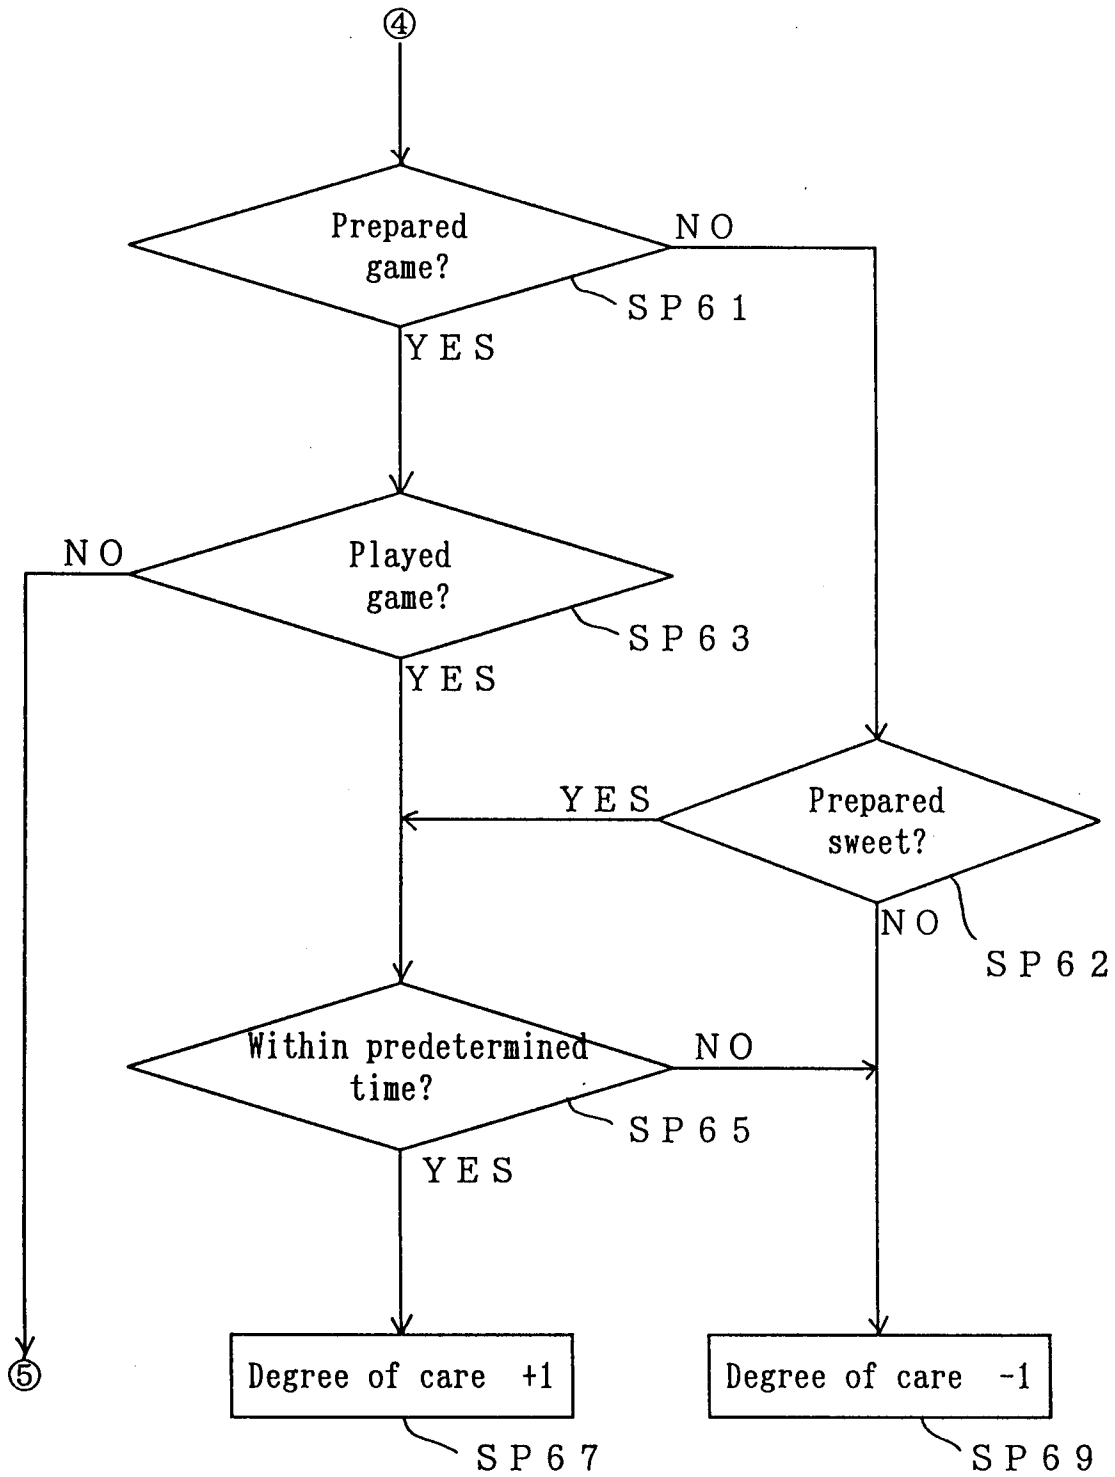 ④
Prepared
game?
NO
SP61
YES
NO
Played
game?
SP63
YES
YES
Prepared
sweet?
NO
SP62
Within predetermined
time?
NO
SP65
YES
⑤
Degree of care +1
Degree of care -1
SP67
SP69